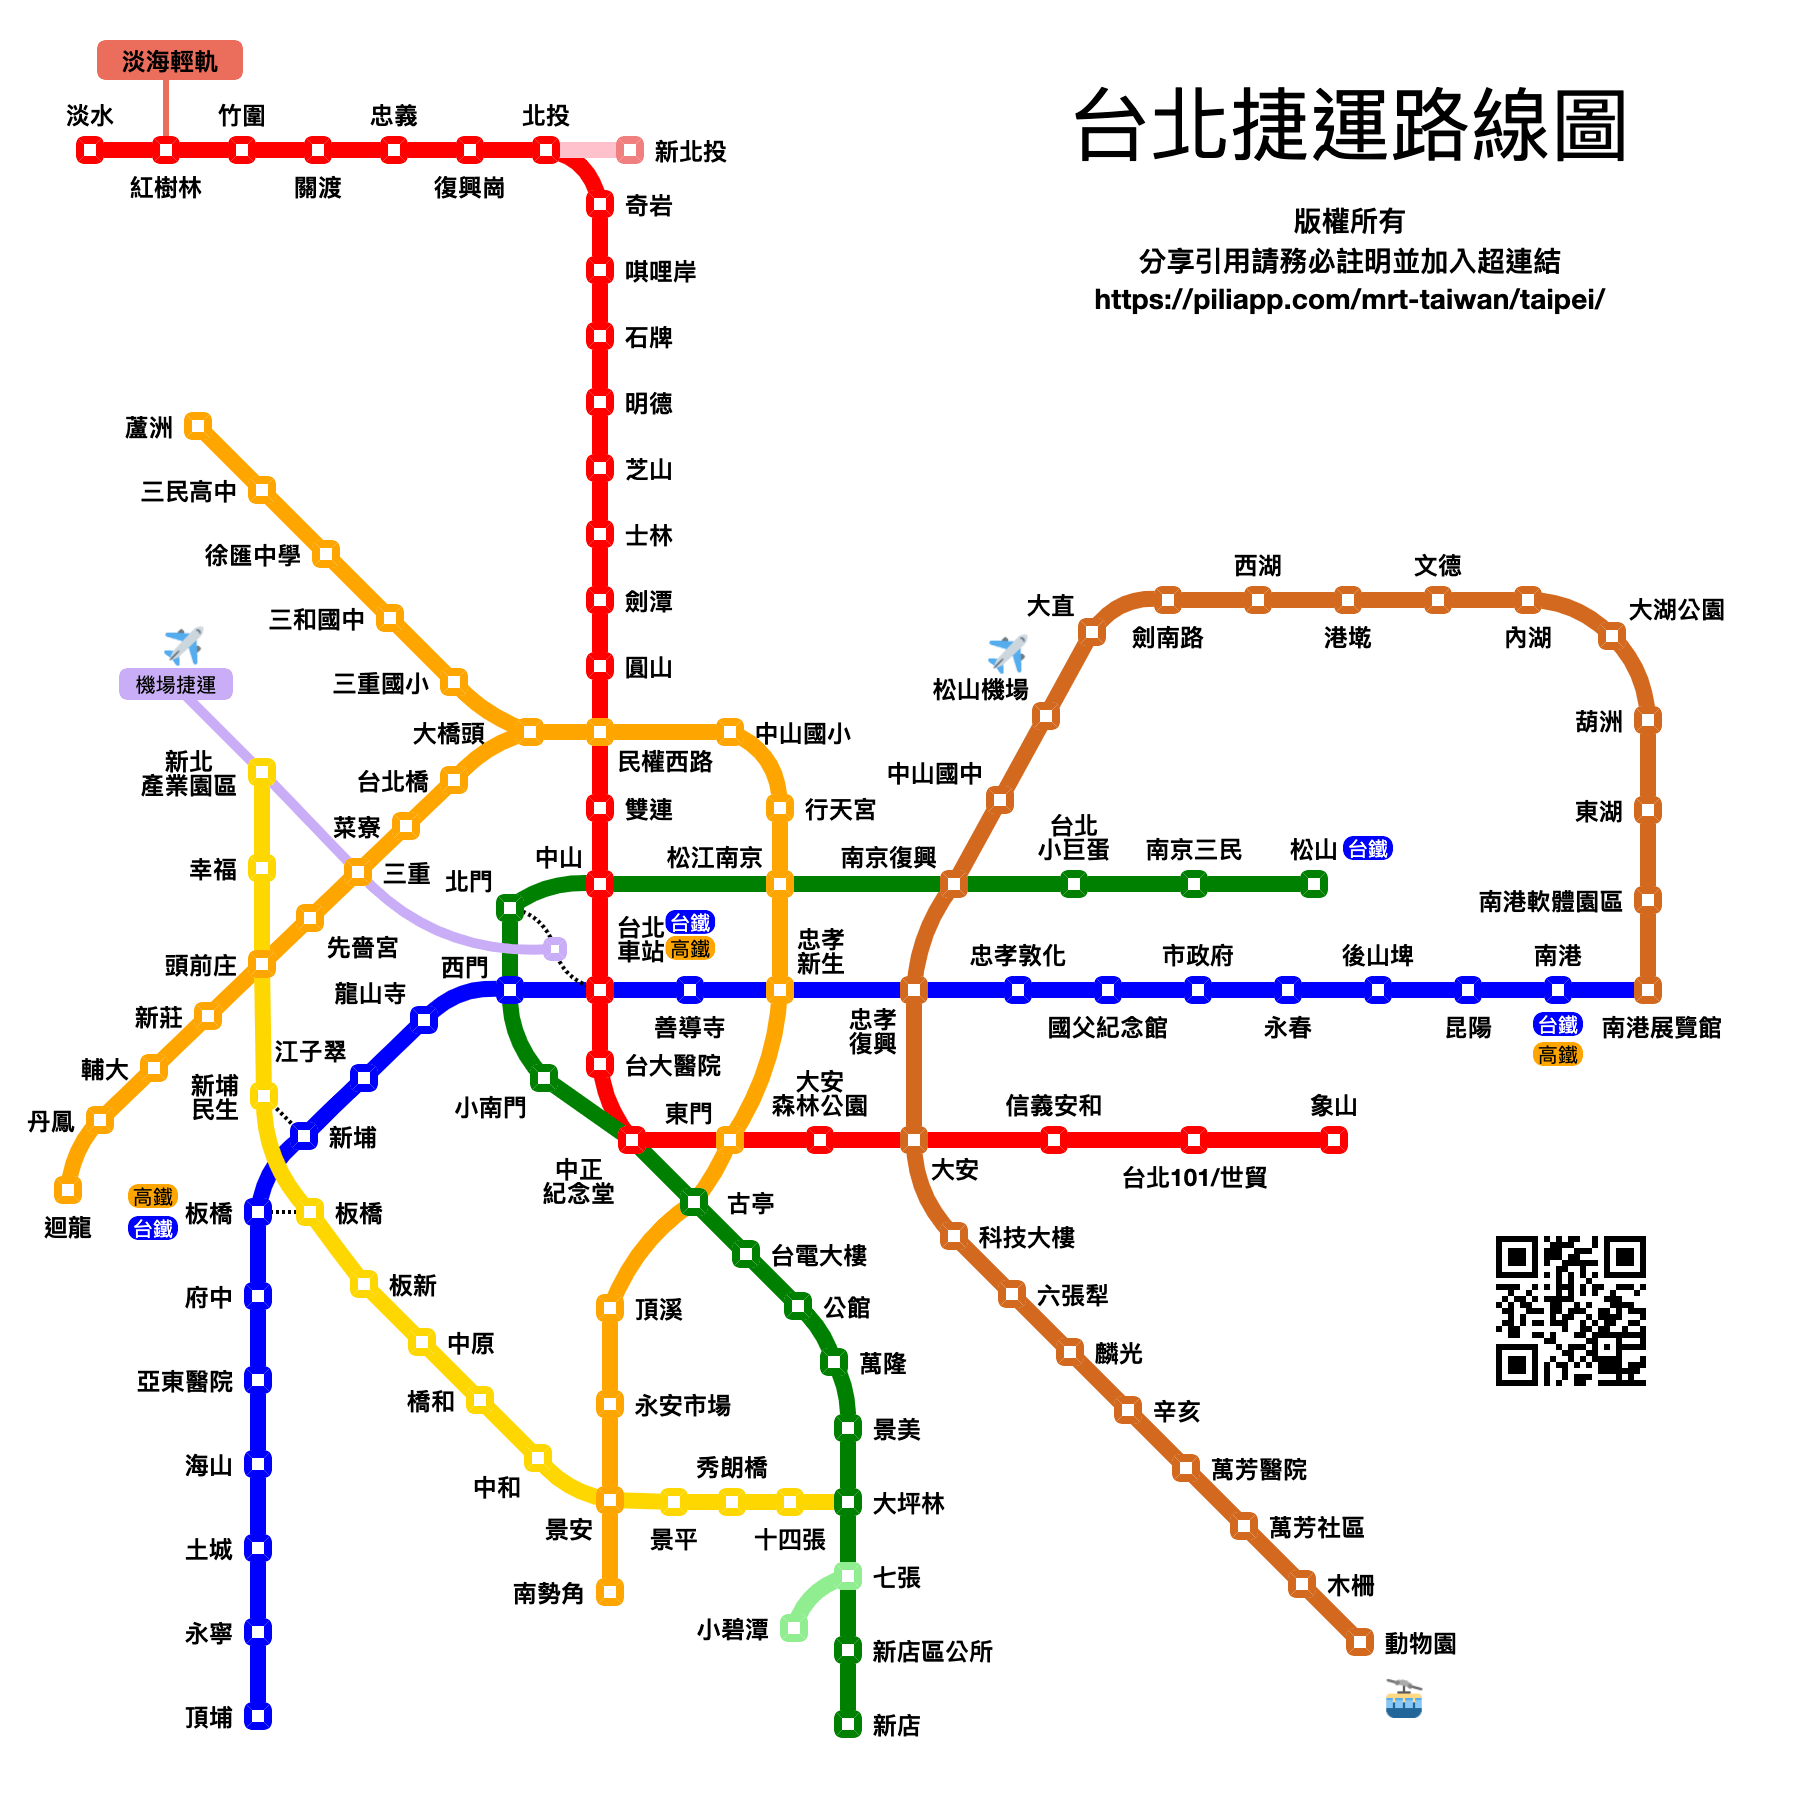 淡海輕軌
台北捷運路線圖
版權所有
分享引用請務必註明並加入超連結
https://piliapp.com/mrt-taiwan/taipei/
淡水
竹圍
忠義
北投
新北投
紅樹林
關渡
復興崗
奇岩
唭哩岸
石牌
明德
芝山
士林
劍潭
圓山
蘆洲
三民高中
徐匯中學
三和國中
三重國小
大橋頭
中山國小
民權西路
機場捷運
新北
產業園區
台北橋
菜寮
三重
雙連
行天宮
幸福
先嗇宮
頭前庄
新莊
輔大
丹鳳
迴龍
中山
松江南京
南京復興
台北
小巨蛋
南京三民
松山
台鐵
北門
西門
龍山寺
台北
車站
台鐵
高鐵
忠孝
新生
善導寺
江子翠
新埔
民生
新埔
台大醫院
小南門
東門
大安
森林公園
中正
紀念堂
忠孝
復興
忠孝敦化
市政府
後山埤
南港
國父紀念館
永春
昆陽
台鐵
高鐵
南港展覽館
信義安和
象山
大安
台北101/世貿
大直
西湖
文德
大湖公園
劍南路
港墘
內湖
松山機場
中山國中
葫洲
東湖
南港軟體園區
高鐵
台鐵
板橋
板橋
府中
亞東醫院
海山
土城
永寧
頂埔
板新
中原
橋和
中和
景安
景平
秀朗橋
十四張
大坪林
古亭
台電大樓
公館
萬隆
景美
頂溪
永安市場
南勢角
七張
小碧潭
新店區公所
新店
科技大樓
六張犁
麟光
辛亥
萬芳醫院
萬芳社區
木柵
動物園